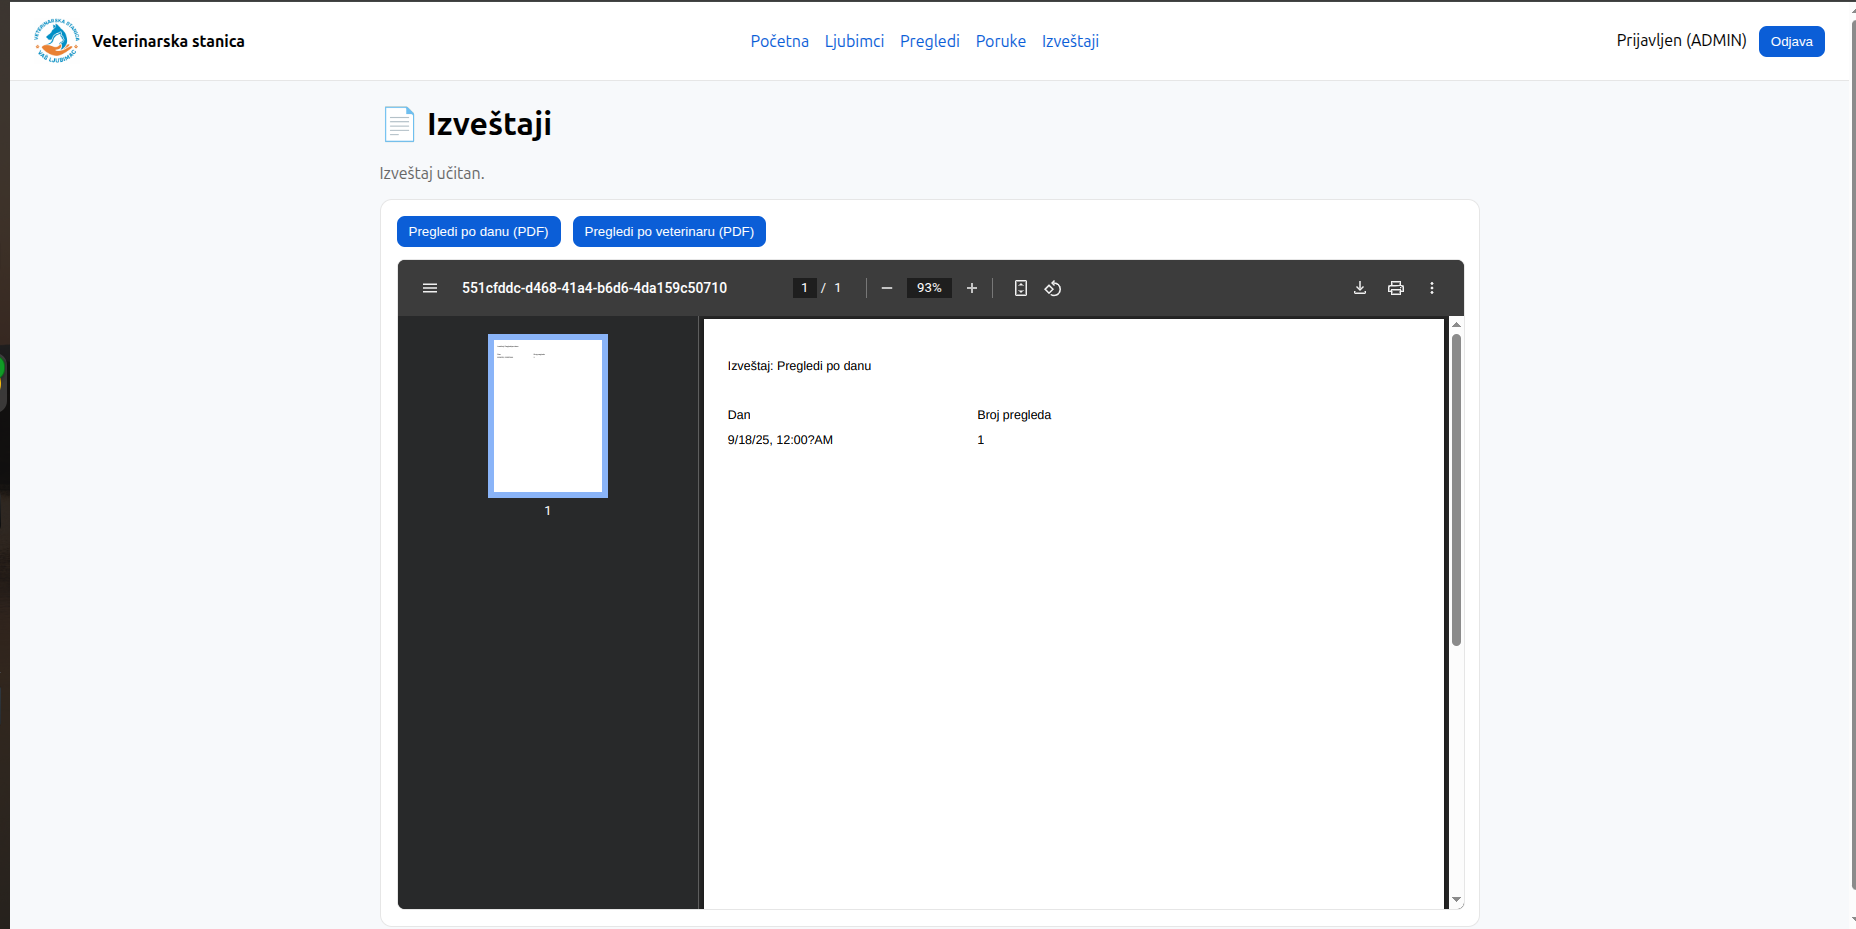 VETERINARSKA STANICA
VAŠ LJUBIMAC
Veterinarska stanica
Početna Ljubimci Pregledi Poruke Izveštaji
Prijavljen (ADMIN) Odjava
Izveštaji
Izveštaj učitan.
Pregledi po danu (PDF) Pregledi po veterinaru (PDF)
551cfddc-d468-41a4-b6d6-4da159c50710 1 / 1 93%
Izveštaj: Pregledi po danu
Dan Broj pregleda
9/18/25, 12:00?AM 1
1